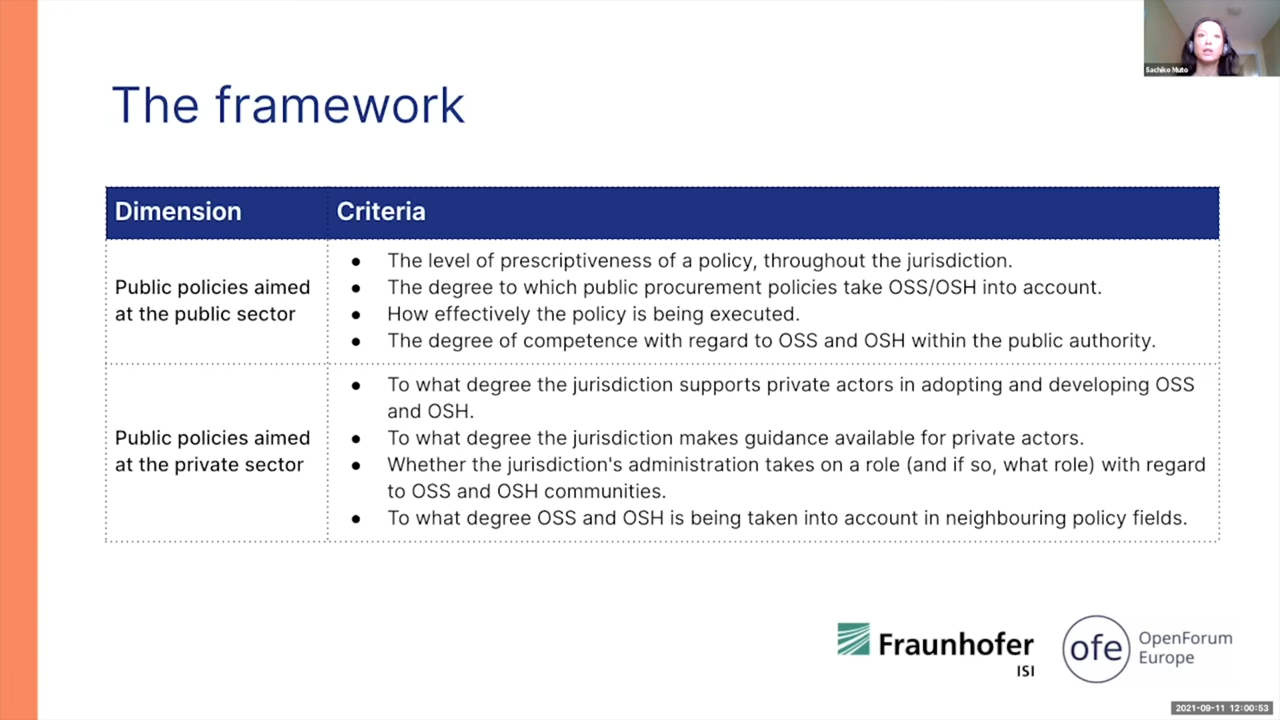 Sachiko Muto
The framework
Dimension
Criteria
Public policies aimed
at the public sector
● The level of prescriptiveness of a policy, throughout the jurisdiction.
● The degree to which public procurement policies take OSS/OSH into account.
● How effectively the policy is being executed.
● The degree of competence with regard to OSS and OSH within the public authority.
Public policies aimed
at the private sector
● To what degree the jurisdiction supports private actors in adopting and developing OSS
and OSH.
● To what degree the jurisdiction makes guidance available for private actors.
● Whether the jurisdiction's administration takes on a role (and if so, what role) with regard
to OSS and OSH communities.
● To what degree OSS and OSH is being taken into account in neighbouring policy fields.
Fraunhofer
ISI
ofe
OpenForum
Europe
2021-09-11 12:00:53